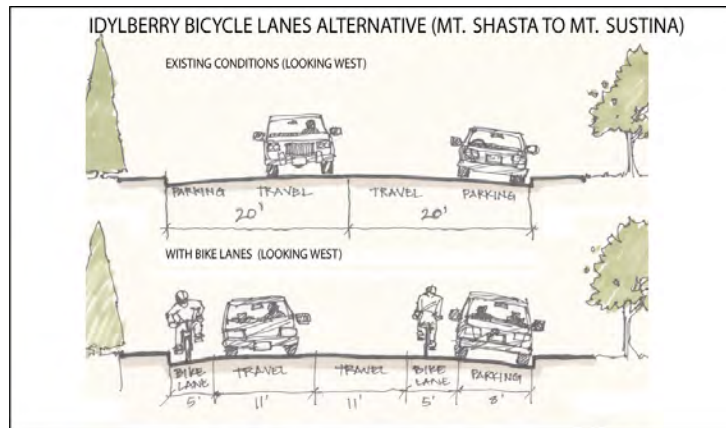 IDYLBERRY BICYCLE LANES ALTERNATIVE (MT. SHASTA TO MT. SUSTINA)
EXISTING CONDITIONS (LOOKING WEST)
PARKING TRAVEL TRAVEL PARKING
20' 20'
WITH BIKE LANES (LOOKING WEST)
BIKE LANE TRAVEL TRAVEL BIKE LANE PARKING
5' 11' 11' 5' 8'